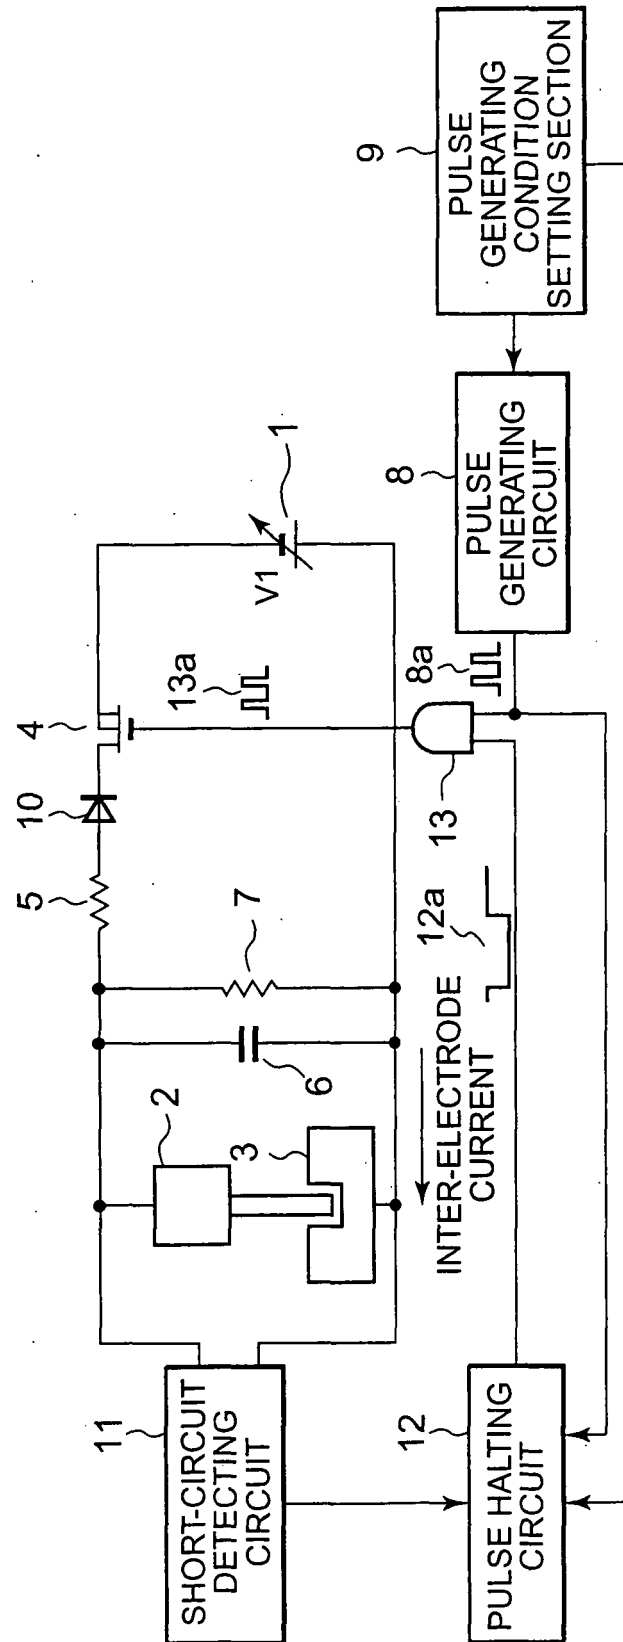 11
SHORT-CIRCUIT
DETECTING
CIRCUIT
2
3
6
7
5
10
4
13a
V1
1
INTER-ELECTRODE
CURRENT
12a
13
8a
12
PULSE HALTING
CIRCUIT
8
PULSE
GENERATING
CIRCUIT
9
PULSE
GENERATING
CONDITION
SETTING SECTION